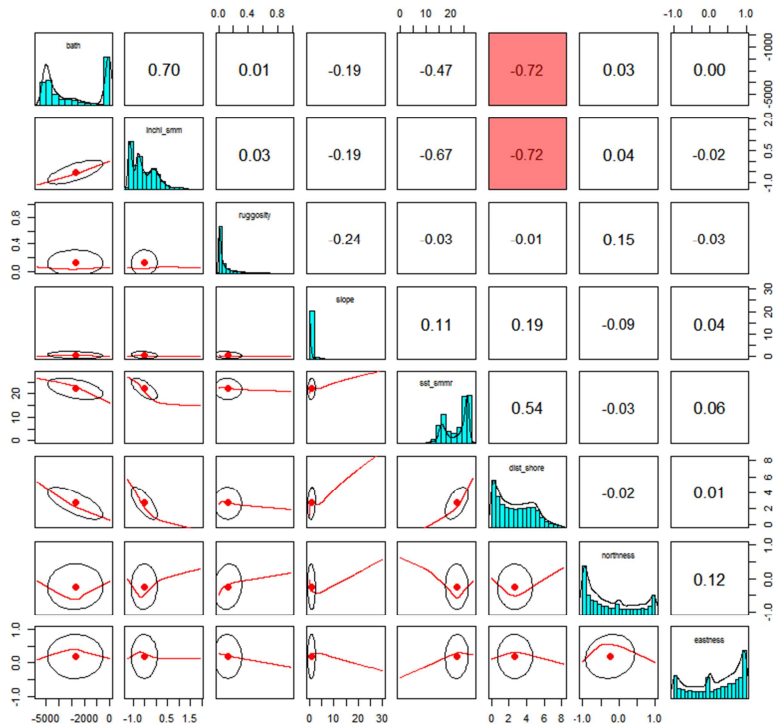 0 10 20
-1.0 0.0 1.0
0.0 0.4 0.8
bath 0.70 0.01 -0.19 -0.47 -0.72 0.03 0.00 -5000 -1000
lnchl_smm 0.03 -0.19 -0.67 -0.72 0.04 -0.02 -1.0 0.5 2.0
0.0 0.4 0.8 ruggosity -0.24 -0.03 -0.01 0.15 -0.03
slope 0.11 0.19 -0.09 0.04 0 10 20 30
0 10 20 sst_smmr 0.54 -0.03 0.06
dist_shore -0.02 0.01 0 2 4 6 8
-1.0 0.0 1.0 northness 0.12
-1.0 0.0 1.0 eastness
-5000 -2000 0
-1.0 0.0 1.5
0 10 20 30
0 2 4 6 8
-1.0 0.0 1.0